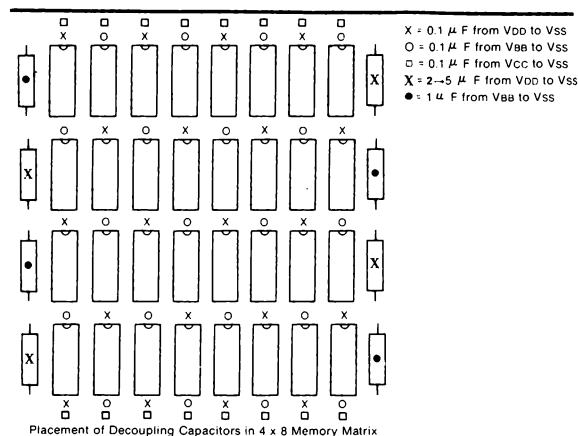 □ □ □ □ □ □ □ □
X O X O X O X O
X = 0.1 μ F from VDD to VSS
O = 0.1 μ F from VBB to VSS
□ = 0.1 μ F from VCC to VSS
X = 2→5 μ F from VDD to VSS
● = 1 μ F from VBB to VSS
● X
O X O X O X O X
X ●
X O X O X O X O
● X
O X O X O X O X
X ●
X O X O X O X O
□ □ □ □ □ □ □ □
Placement of Decoupling Capacitors in 4 x 8 Memory Matrix